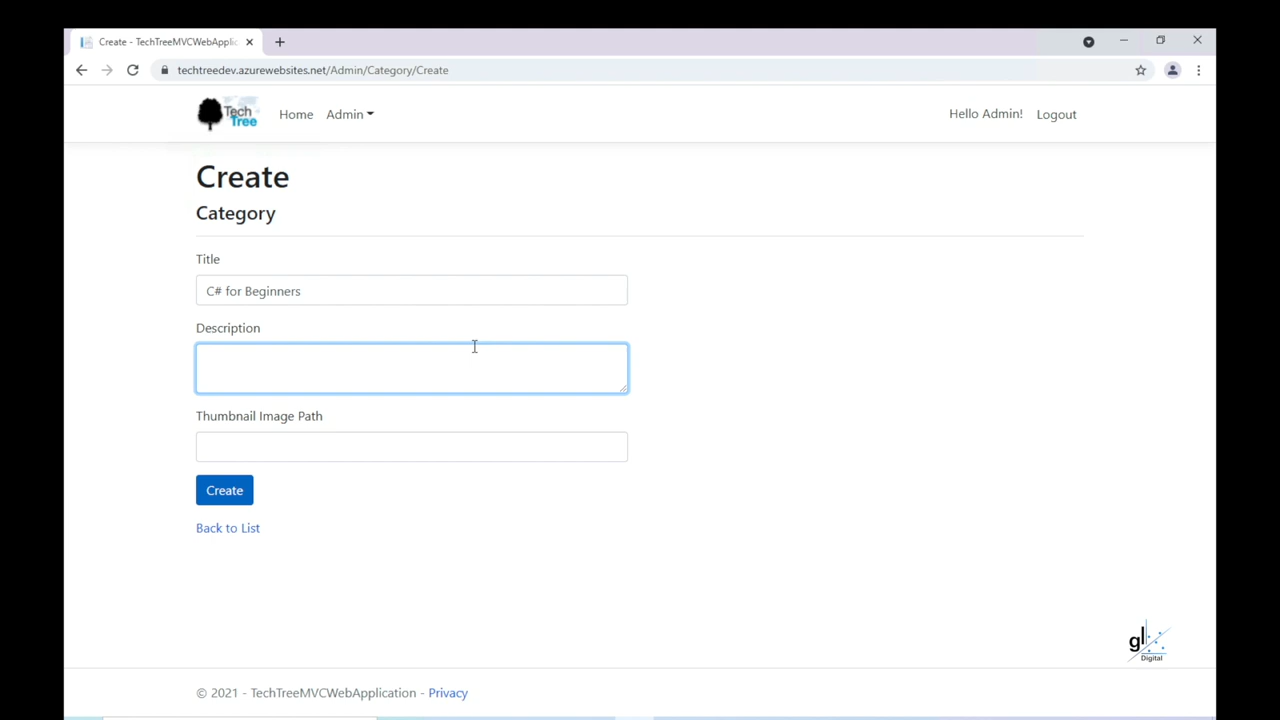 Create - TechTreeMVCWebApplic
techtreedev.azurewebsites.net/Admin/Category/Create
Tech Tree
Home
Admin
Hello Admin!
Logout
Create
Category
Title
C# for Beginners
Description
Thumbnail Image Path
Create
Back to List
gl
Digital
© 2021 - TechTreeMVCWebApplication - Privacy